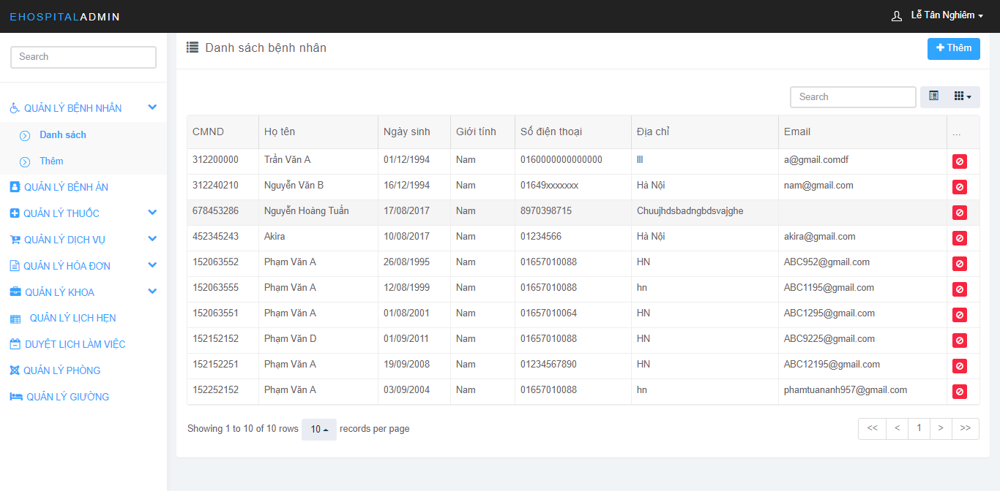 EHOSPITALADMIN
Lễ Tân Nghiêm
Search
QUẢN LÝ BỆNH NHÂN
Danh sách
Thêm
QUẢN LÝ BỆNH ÁN
QUẢN LÝ THUỐC
QUẢN LÝ DỊCH VỤ
QUẢN LÝ HÓA ĐƠN
QUẢN LÝ KHOA
QUẢN LÝ LỊCH HẸN
DUYỆT LỊCH LÀM VIỆC
QUẢN LÝ PHÒNG
QUẢN LÝ GIƯỜNG
Danh sách bệnh nhân
Thêm
Search
CMND Họ tên Ngày sinh Giới tính Số điện thoại Địa chỉ Email ...
312200000 Trần Văn A 01/12/1994 Nam 0160000000000000 lll a@gmail.comdf
312240210 Nguyễn Văn B 16/12/1994 Nam 01649xxxxxxx Hà Nội nam@gmail.com
678453286 Nguyễn Hoàng Tuấn 17/08/2017 Nam 8970398715 Chuujhdsbadngbdsvajghe
452345243 Akira 10/08/2017 Nam 01234566 Hà Nội akira@gmail.com
152063552 Phạm Văn A 26/08/1995 Nam 01657010088 HN ABC952@gmail.com
152063555 Phạm Văn A 12/08/1999 Nam 01657010088 hn ABC1195@gmail.com
152063551 Phạm Văn A 01/08/2001 Nam 01657010064 HN ABC1295@gmail.com
152152152 Phạm Văn D 01/09/2011 Nam 01657010088 HN ABC9225@gmail.com
152152251 Phạm Văn A 19/09/2008 Nam 01234567890 HN ABC12195@gmail.com
152252152 Phạm Văn A 03/09/2004 Nam 01657010088 hn phamtuananh957@gmail.com
Showing 1 to 10 of 10 rows 10 records per page << < 1 > >>